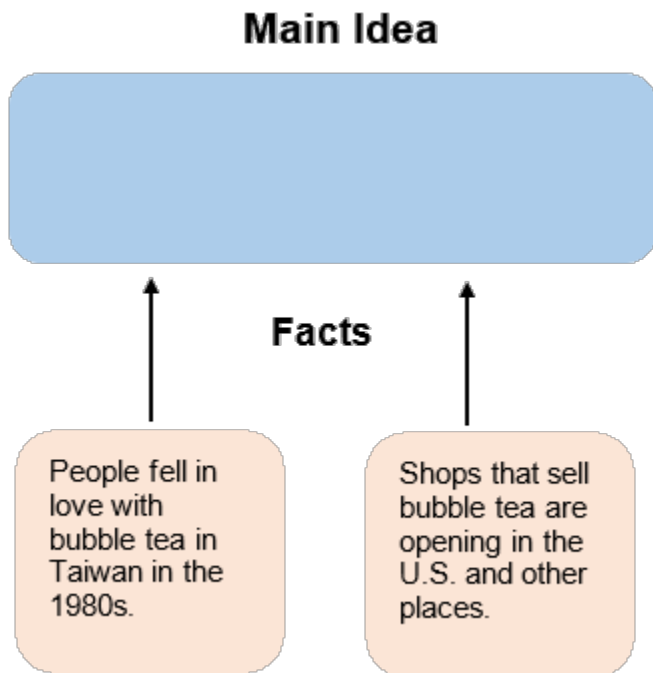 Main Idea
Facts
People fell in
love with
bubble tea in
Taiwan in the
1980s.
Shops that sell
bubble tea are
opening in the
U.S. and other
places.